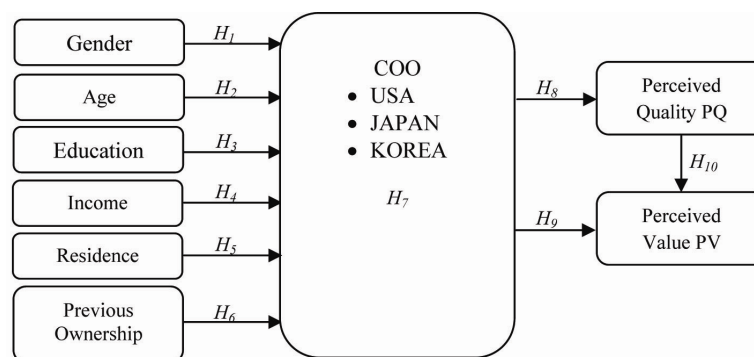 Gender
H1
Age
H2
Education
H3
Income
H4
Residence
H5
Previous
Ownership
H6
COO
• USA
• JAPAN
• KOREA
H7
H8
Perceived
Quality PQ
H10
H9
Perceived
Value PV